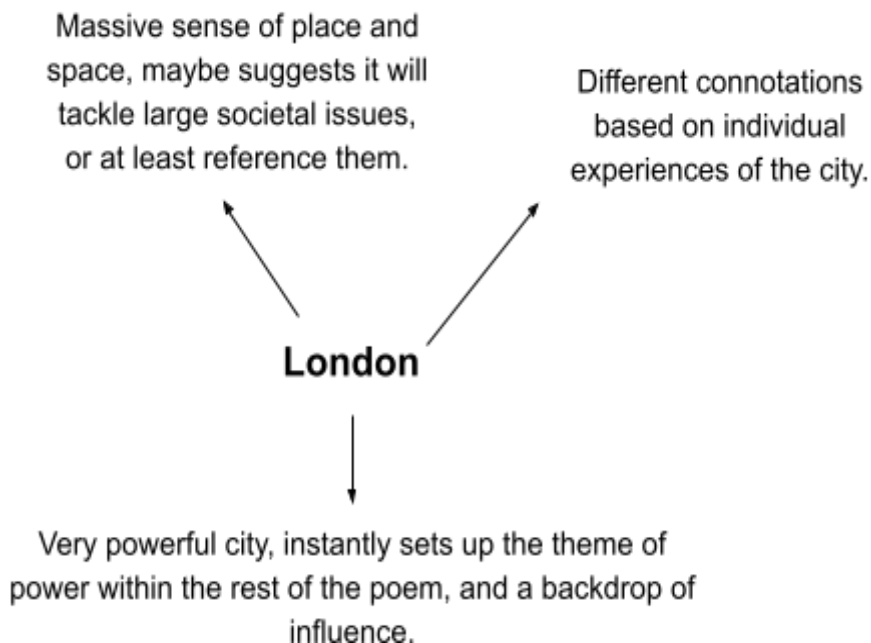 Massive sense of place and
space, maybe suggests it will
tackle large societal issues,
or at least reference them.
Different connotations
based on individual
experiences of the city.
London
Very powerful city, instantly sets up the theme of
power within the rest of the poem, and a backdrop of
influence.